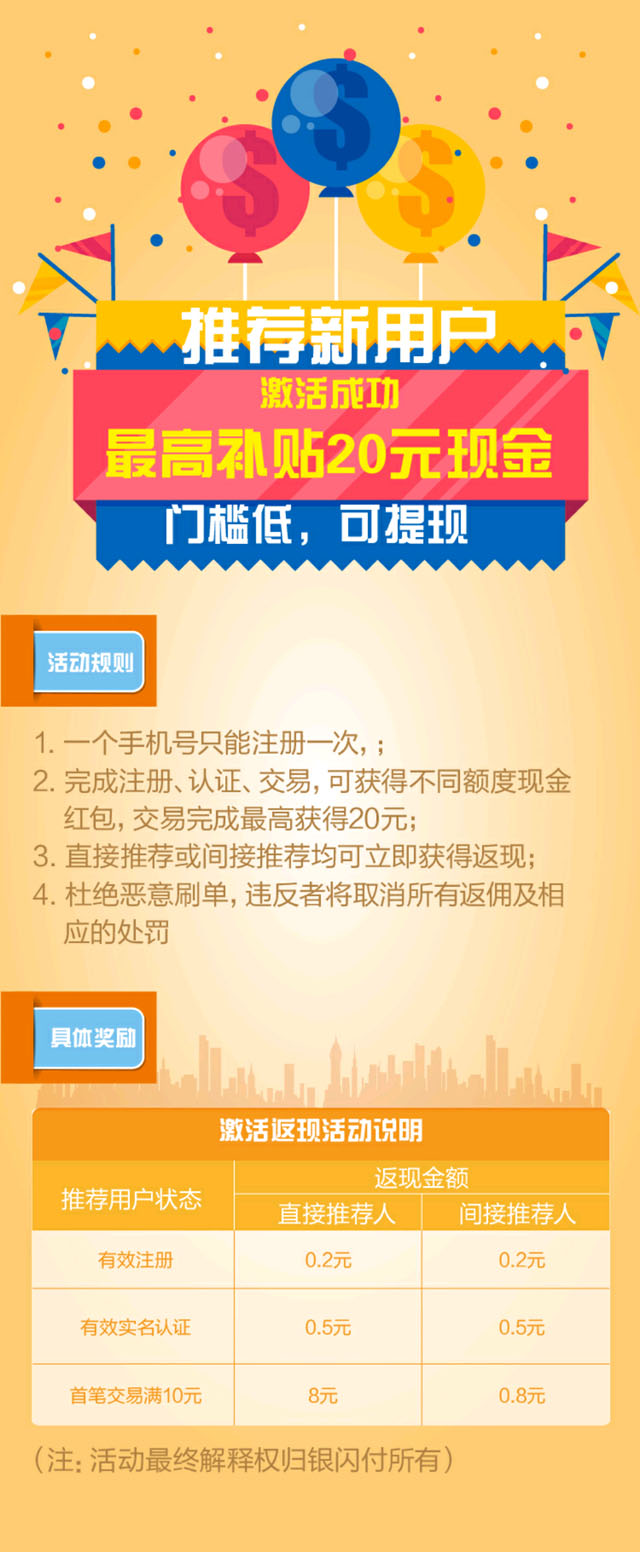 推荐新用户
激活成功
最高补贴20元现金
门槛低，可提现
活动规则
1. 一个手机号只能注册一次，；
2. 完成注册、认证、交易，可获得不同额度现金
红包，交易完成最高获得20元；
3. 直接推荐或间接推荐均可立即获得返现；
4. 杜绝恶意刷单，违反者将取消所有返佣及相
应的处罚
具体奖励
激活返现活动说明
推荐用户状态
返现金额
直接推荐人 间接推荐人
有效注册 0.2元 0.2元
有效实名认证 0.5元 0.5元
首笔交易满10元 8元 0.8元
（注：活动最终解释权归银闪付所有）